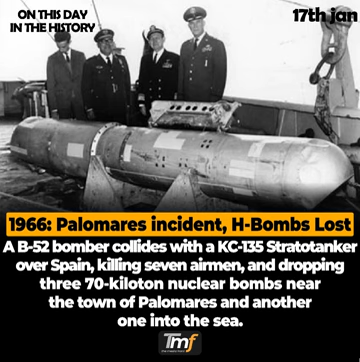 ON THIS DAY
IN THE HISTORY
17th jan
1966: Palomares incident, H-Bombs Lost
A B-52 bomber collides with a KC-135 Stratotanker
over Spain, killing seven airmen, and dropping
three 70-kiloton nuclear bombs near
the town of Palomares and another
one into the sea.
Tmf